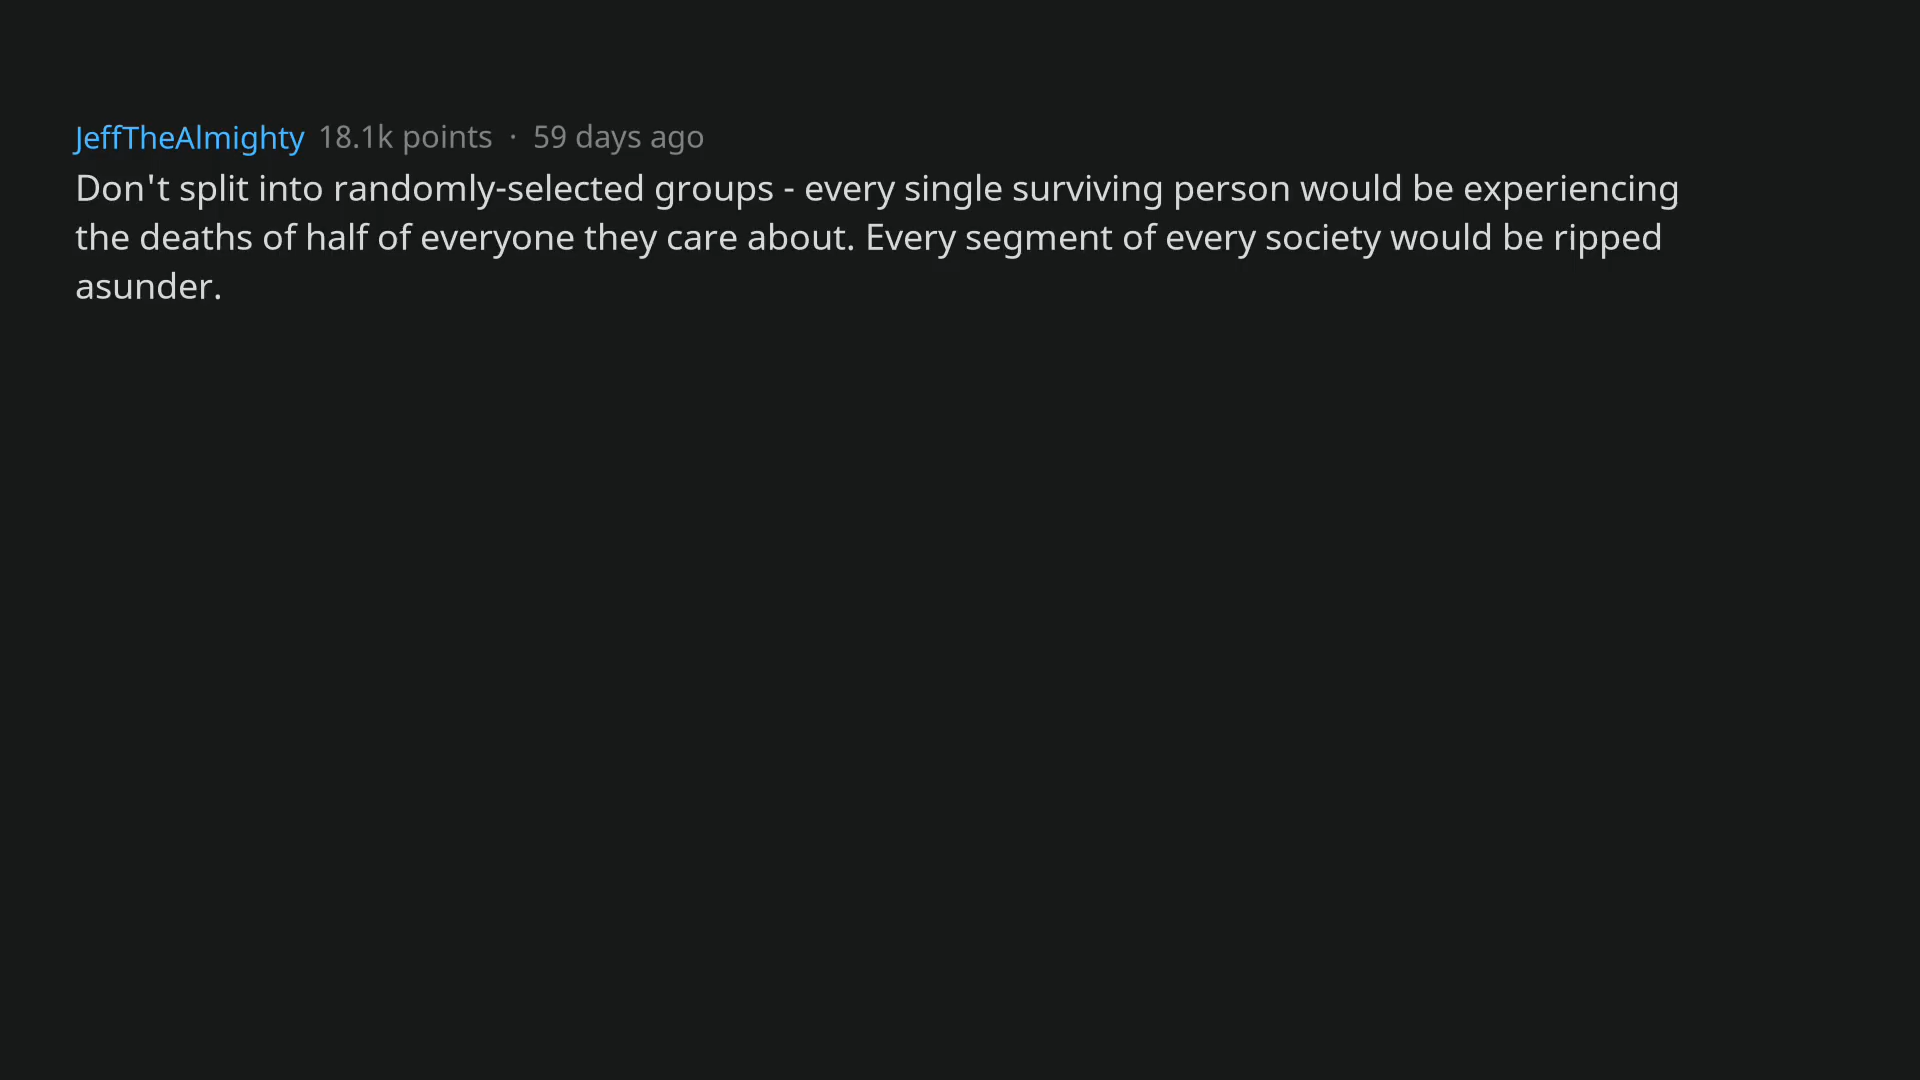 JeffTheAlmighty 18.1k points · 59 days ago
Don't split into randomly-selected groups - every single surviving person would be experiencing
the deaths of half of everyone they care about. Every segment of every society would be ripped
asunder.